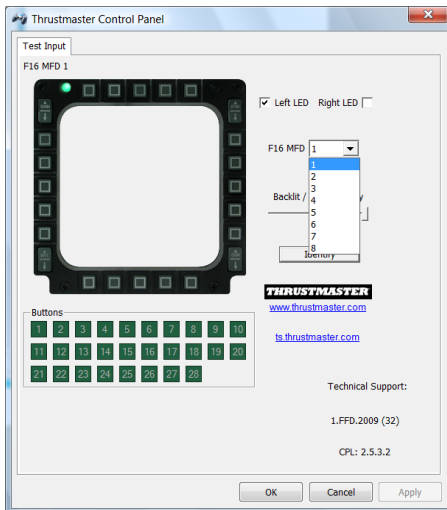 Thrustmaster Control Panel
Test Input
F16 MFD 1
Left LED Right LED
F16 MFD 1
1
2
3
4
5
6
7
8
Backlit /
Identify
THRUSTMASTER
www.thrustmaster.com
ts.thrustmaster.com
Buttons
1 2 3 4 5 6 7 8 9 10
11 12 13 14 15 16 17 18 19 20
21 22 23 24 25 26 27 28
Technical Support:
1.FFD.2009 (32)
CPL: 2.5.3.2
OK Cancel Apply